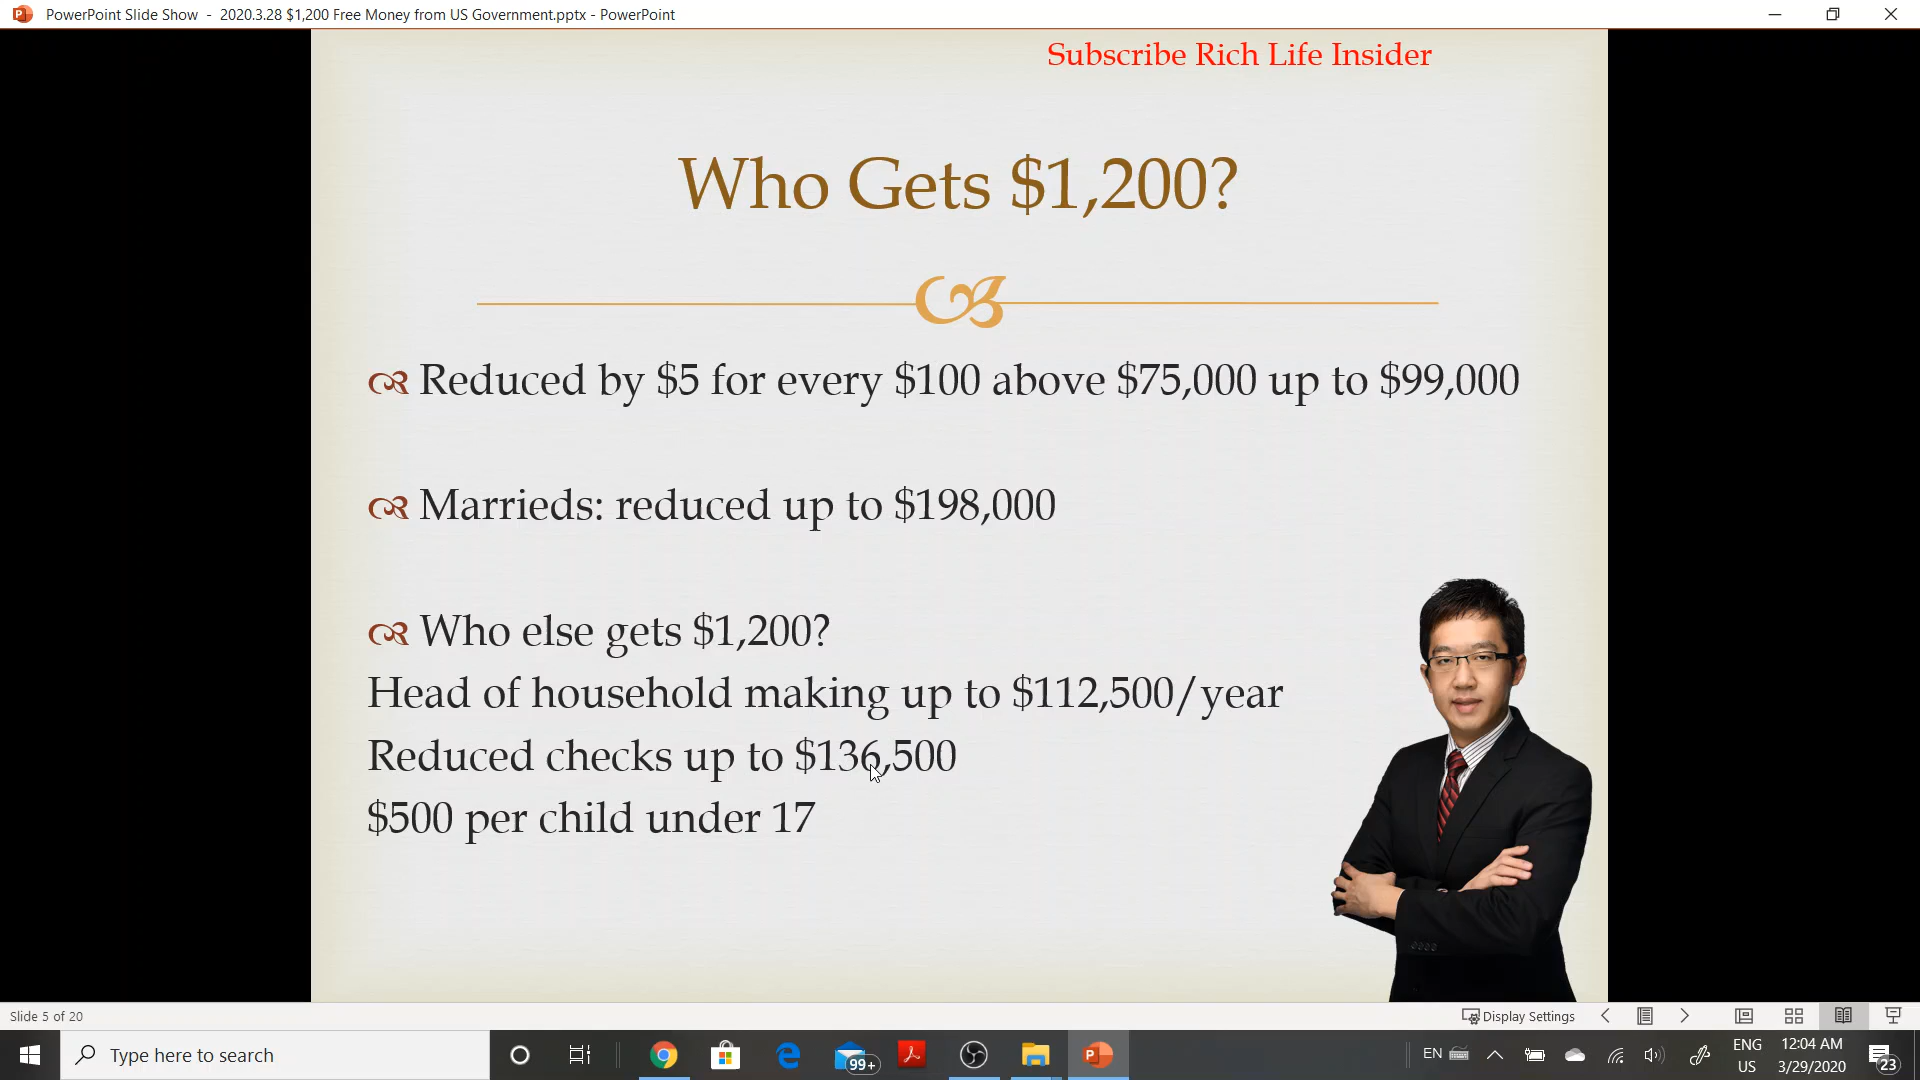 PowerPoint Slide Show - 2020.3.28 $1,200 Free Money from US Government.pptx - PowerPoint
Subscribe Rich Life Insider
Who Gets $1,200?
Reduced by $5 for every $100 above $75,000 up to $99,000
Marrieds: reduced up to $198,000
Who else gets $1,200?
Head of household making up to $112,500/year
Reduced checks up to $136,500
$500 per child under 17
Slide 5 of 20
Display Settings
Type here to search
99+
EN
ENG
US
12:04 AM
3/29/2020
23